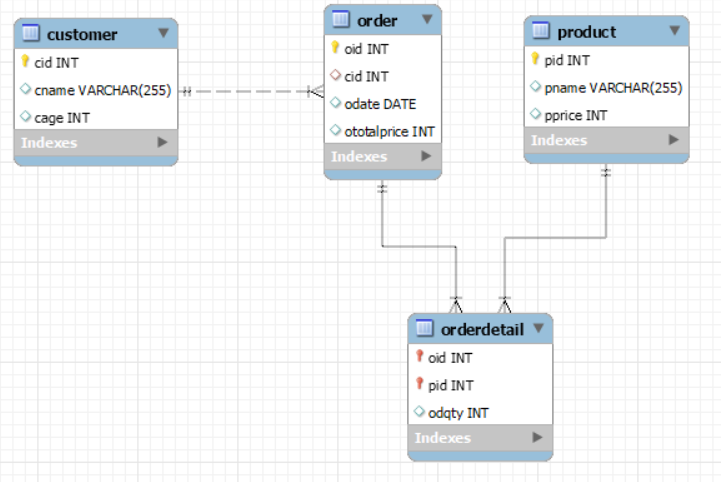 customer
cid INT
cname VARCHAR(255)
cage INT
Indexes
order
oid INT
cid INT
odate DATE
ototalprice INT
Indexes
product
pid INT
pname VARCHAR(255)
pprice INT
Indexes
orderdetail
oid INT
pid INT
odqty INT
Indexes